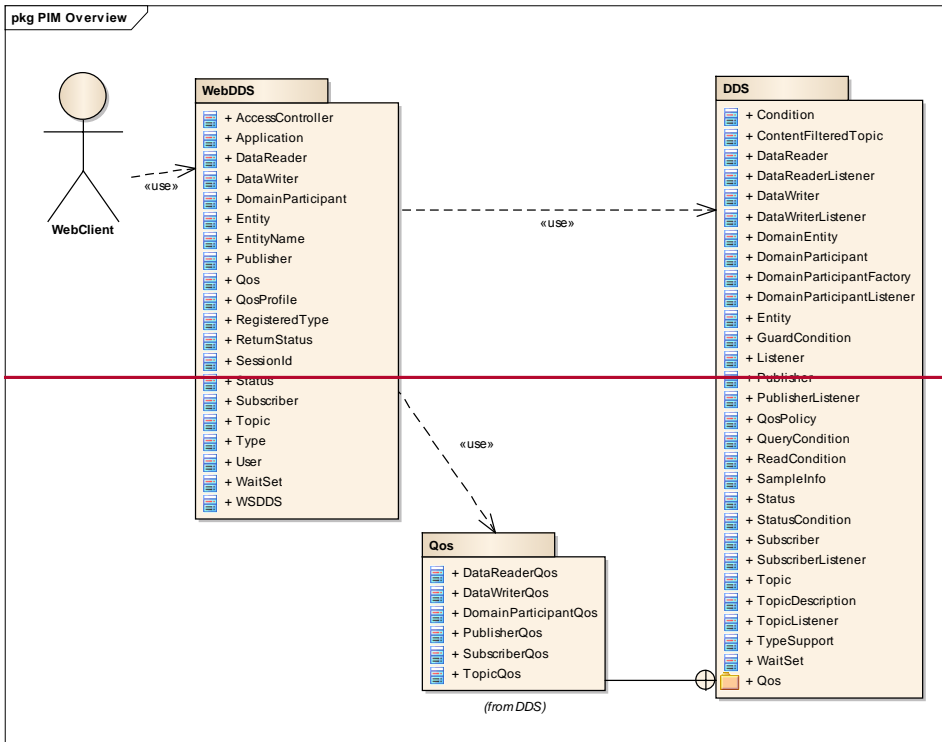 pkg PIM Overview
WebClient
«use»
WebDDS
+ AccessController
+ Application
+ DataReader
+ DataWriter
+ DomainParticipant
+ Entity
+ EntityName
+ Publisher
+ Qos
+ QosProfile
+ RegisteredType
+ ReturnStatus
+ SessionId
+ Status
+ Subscriber
+ Topic
+ Type
+ User
+ WaitSet
+ WSDDS
«use»
«use»
Qos
+ DataReaderQos
+ DataWriterQos
+ DomainParticipantQos
+ PublisherQos
+ SubscriberQos
+ TopicQos
(from DDS)
DDS
+ Condition
+ ContentFilteredTopic
+ DataReader
+ DataReaderListener
+ DataWriter
+ DataWriterListener
+ DomainEntity
+ DomainParticipant
+ DomainParticipantFactory
+ DomainParticipantListener
+ Entity
+ GuardCondition
+ Listener
+ Publisher
+ PublisherListener
+ QosPolicy
+ QueryCondition
+ ReadCondition
+ SampleInfo
+ Status
+ StatusCondition
+ Subscriber
+ SubscriberListener
+ Topic
+ TopicDescription
+ TopicListener
+ TypeSupport
+ WaitSet
+ Qos